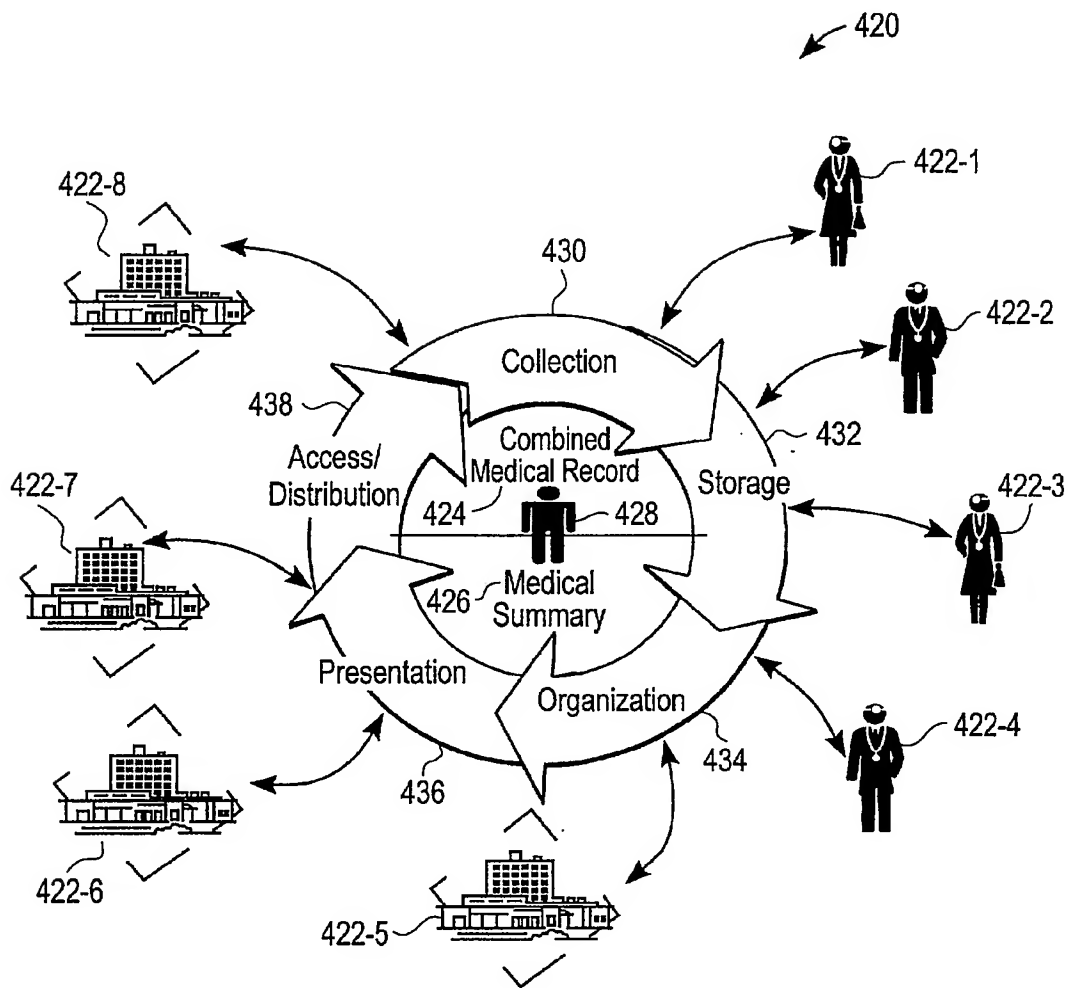 420
422-1
422-8
430
422-2
Collection
438
432
Combined
Medical Record
Access/
Distribution
Storage
422-7
424
428
422-3
426
Medical
Summary
Presentation
Organization
422-4
434
436
422-6
422-5